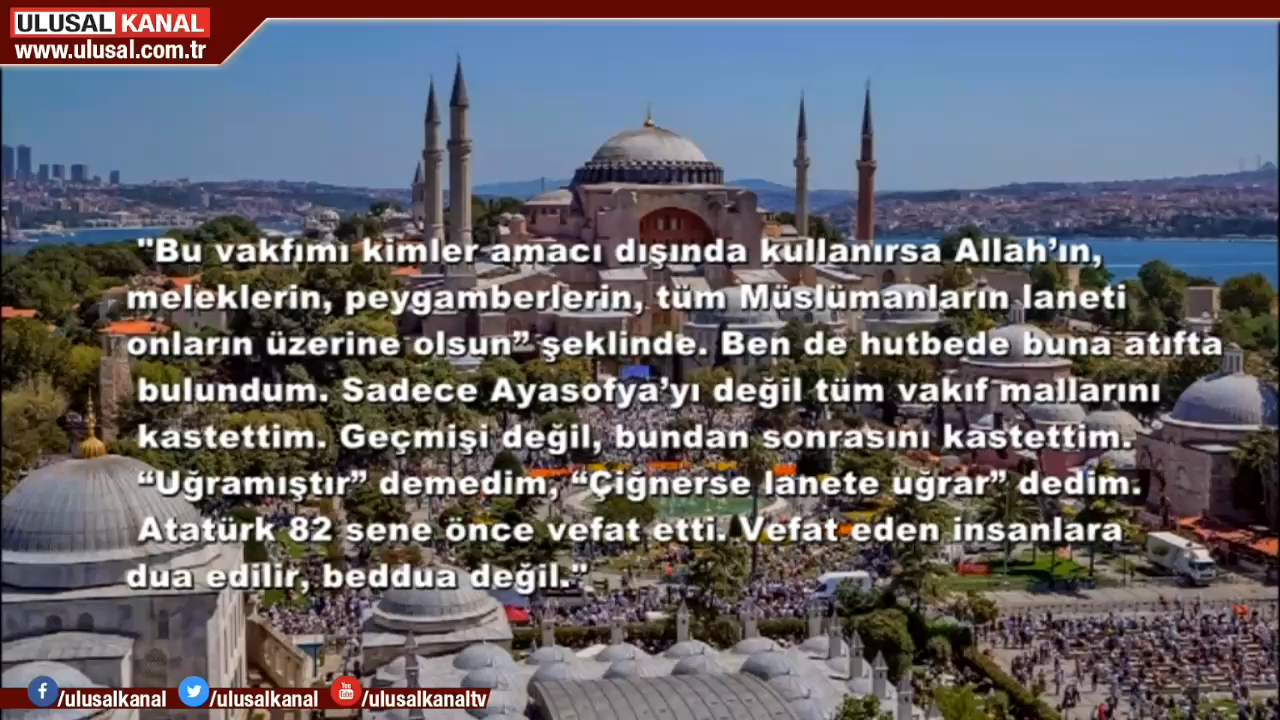 ULUSAL KANAL
www.ulusal.com.tr
"Bu vakfımı kimler amacı dışında kullanırsa Allah’ın,
meleklerin, peygamberlerin, tüm Müslümanların laneti
onların üzerine olsun” şeklinde. Ben de hutbede buna atıfta
bulundum. Sadece Ayasofya’yı değil tüm vakıf mallarını
kastettim. Geçmişi değil, bundan sonrasını kastettim.
“Uğramıştır” demedim, “Çiğnerse lanete uğrar” dedim.
Atatürk 82 sene önce vefat etti. Vefat eden insanlara
dua edilir, beddua değil."
/ulusalkanal /ulusalkanal You Tube /ulusalkanaltv